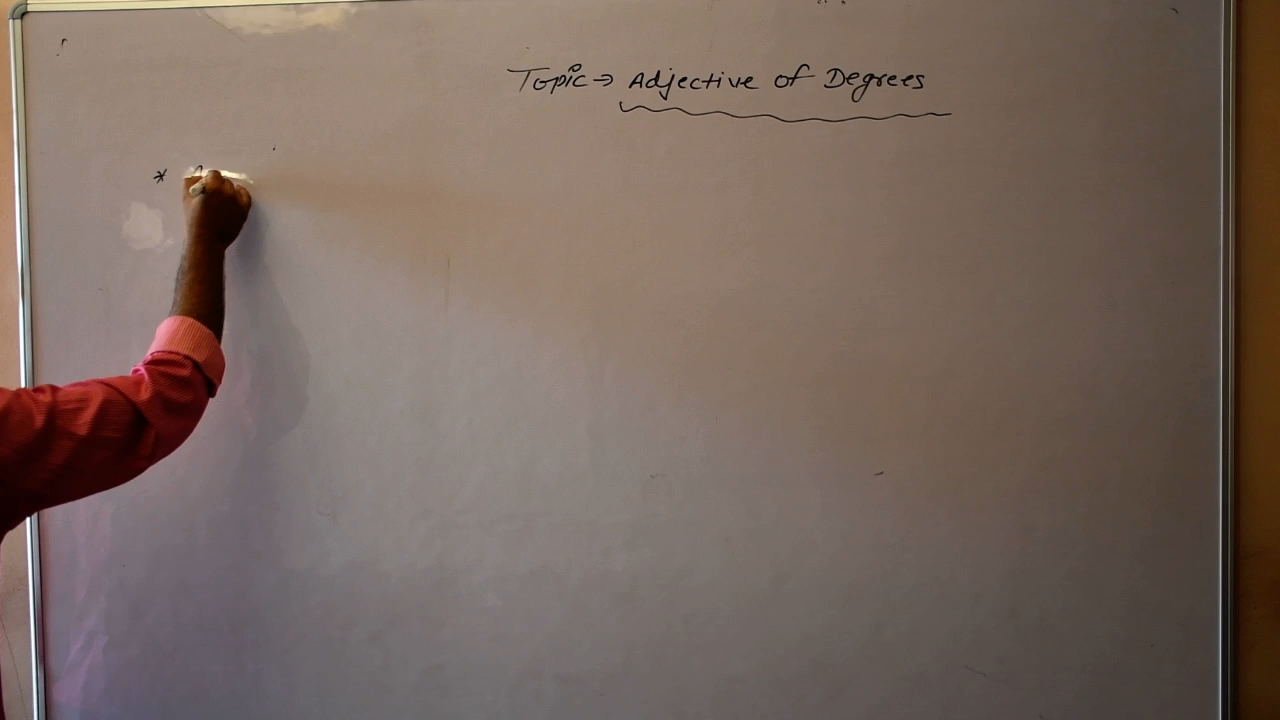 Topic → Adjective of Degrees
*